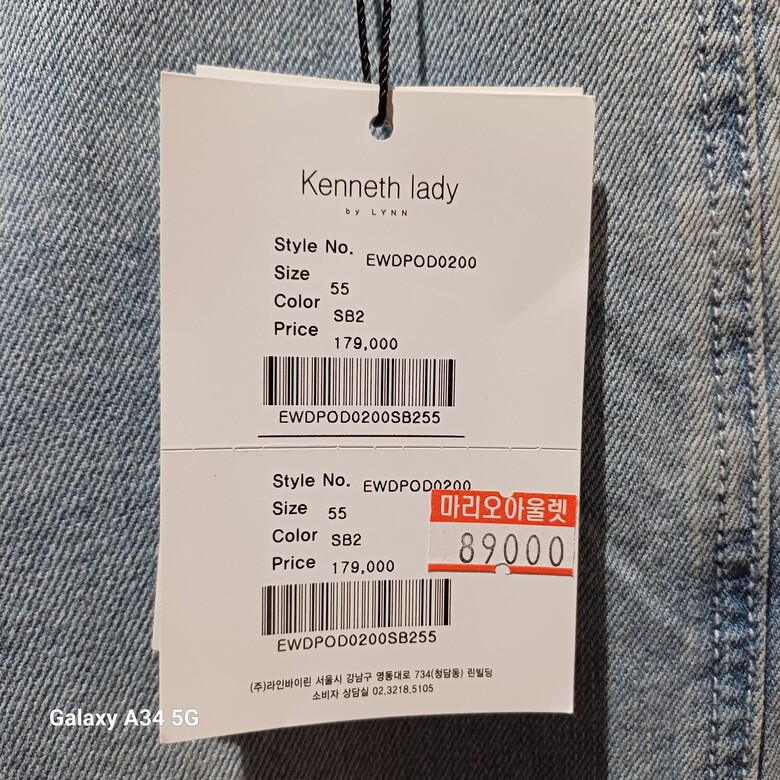 Kenneth lady
by LYNN
Style No. EWDPOD0200
Size 55
Color SB2
Price 179,000
EWDPOD0200SB255
Style No. EWDPOD0200
Size 55
Color SB2
Price 179,000
마리오아울렛
89000
EWDPOD0200SB255
(주)라인바이린 서울시 강남구 영동대로 734(청담동) 린빌딩
소비자 상담실 02.3218.5105
Galaxy A34 5G